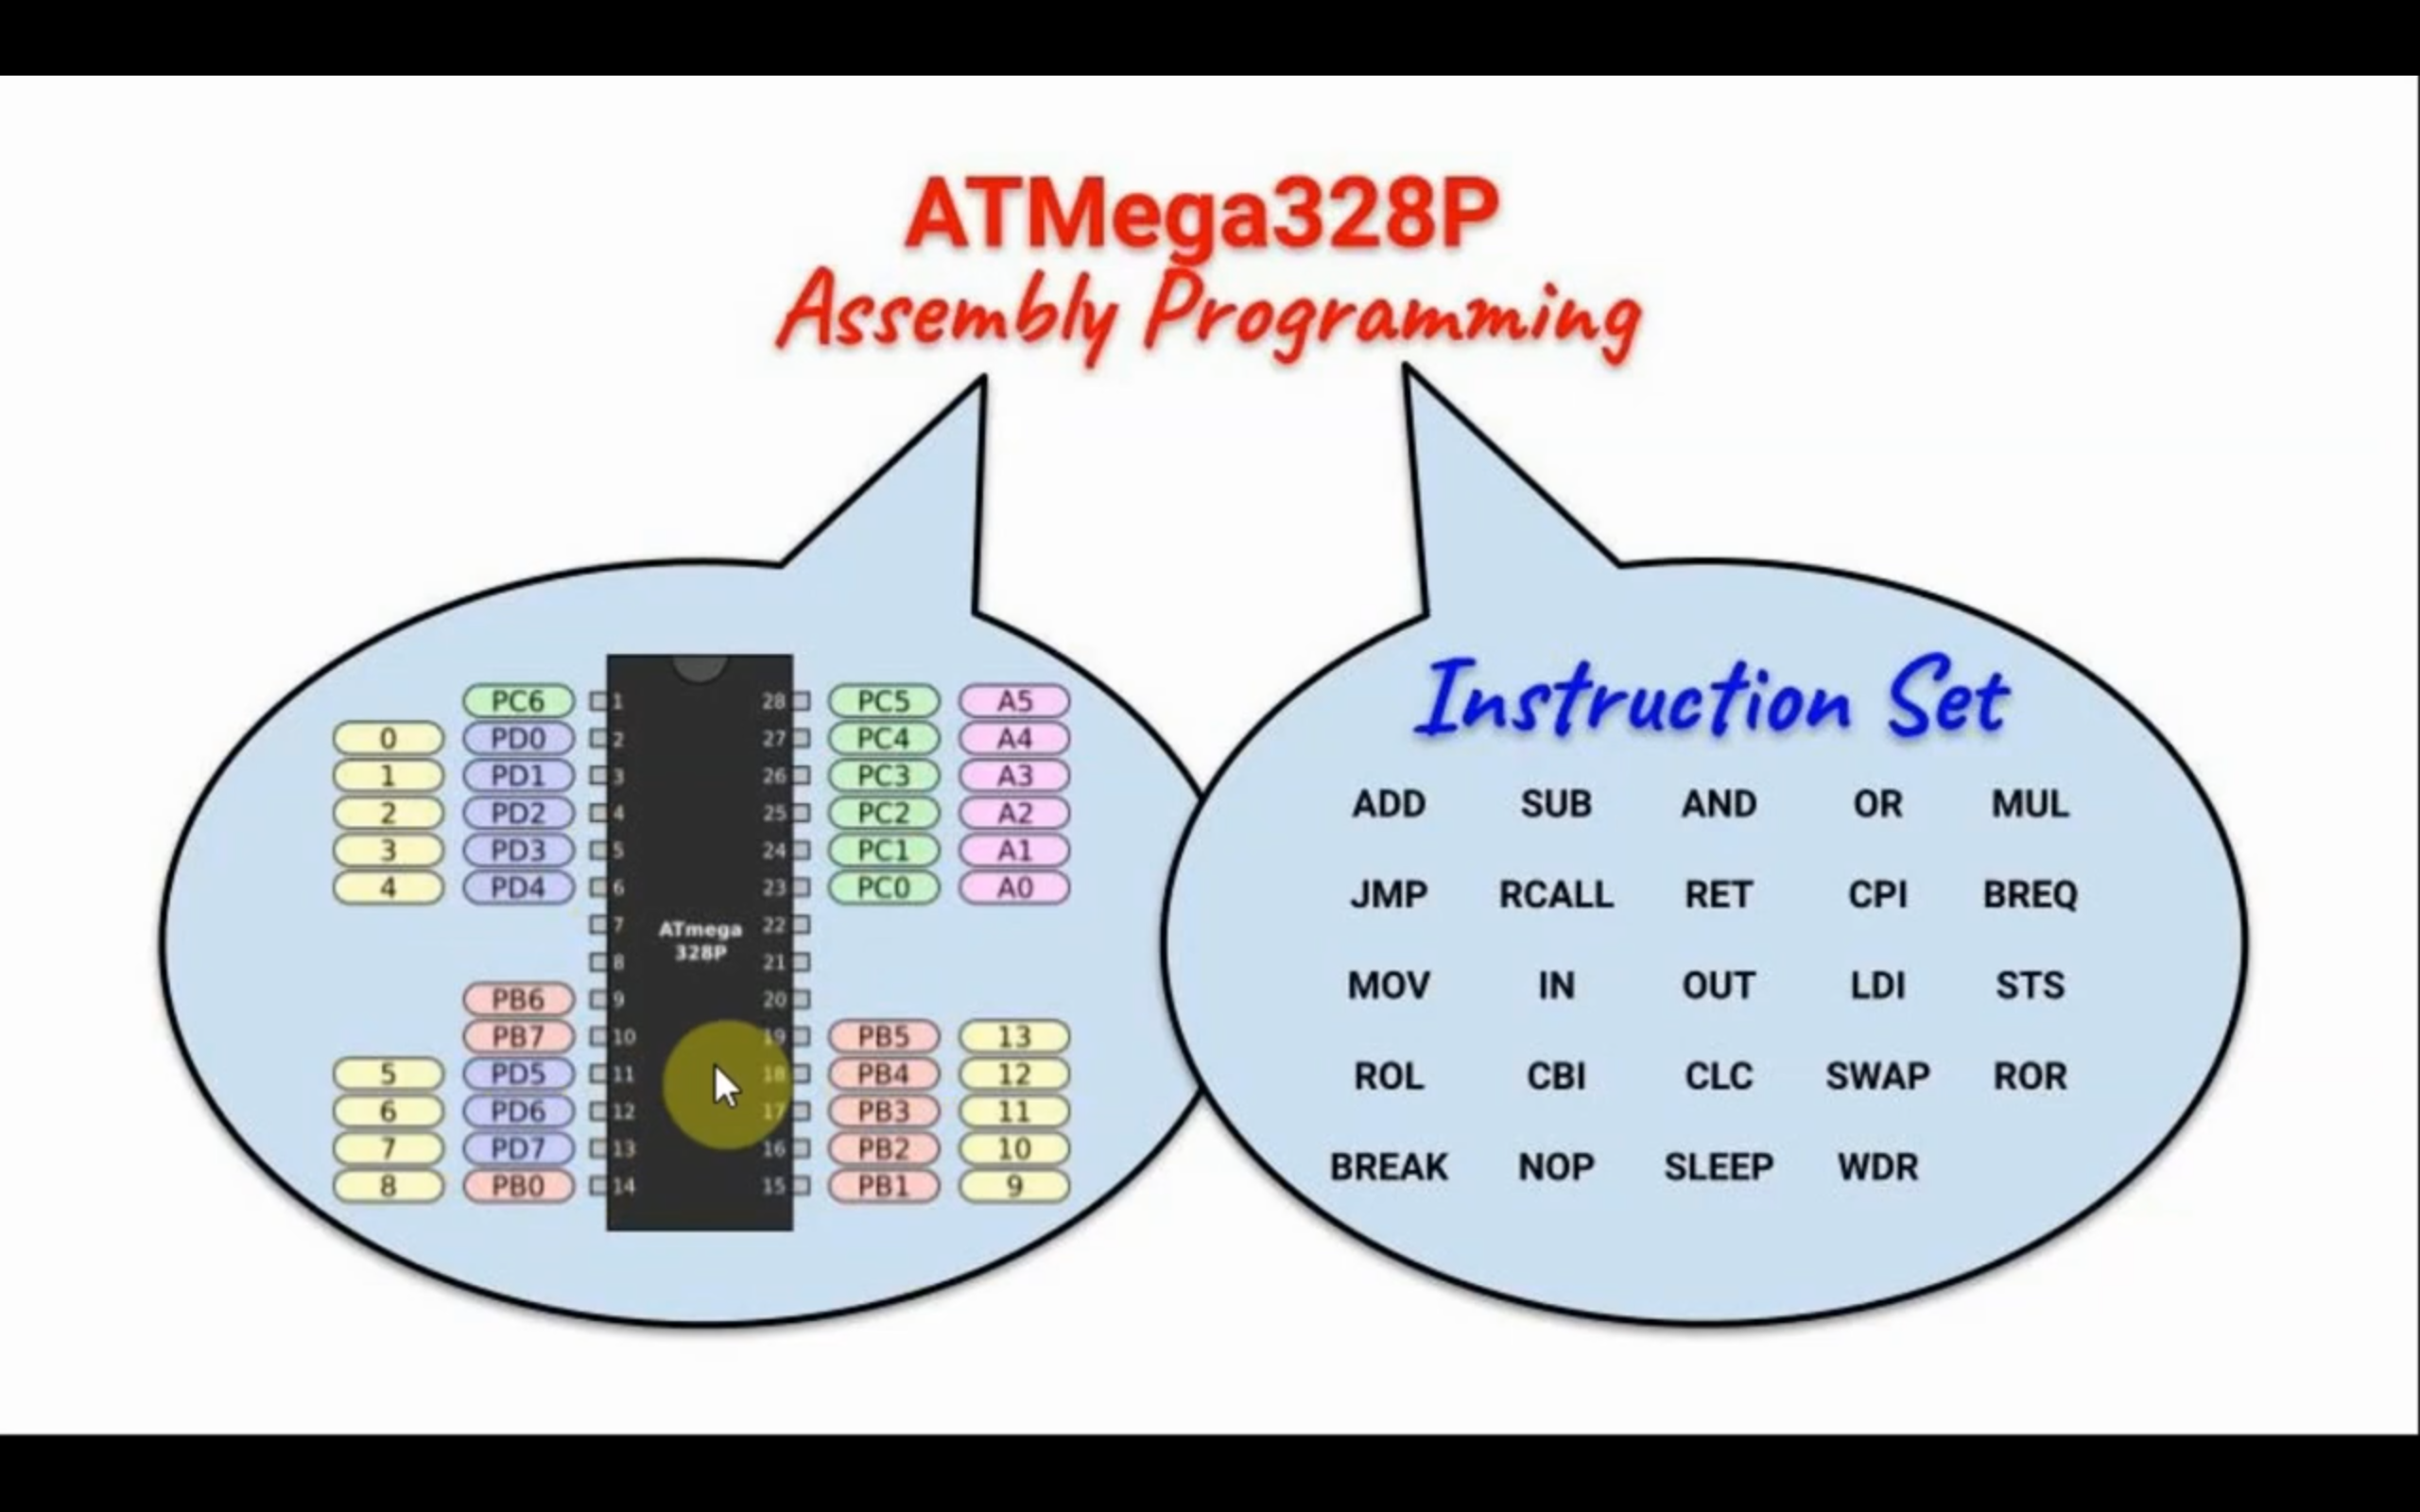 ATMega328P
Assembly Programming
PC6 1 28 PC5 A5
0 PD0 2 27 PC4 A4
1 PD1 3 26 PC3 A3
2 PD2 4 25 PC2 A2
3 PD3 5 24 PC1 A1
4 PD4 6 23 PC0 A0
7 22
ATmega
328P
8 21
PB6 9 20
PB7 10 19 PB5 13
5 PD5 11 18 PB4 12
6 PD6 12 17 PB3 11
7 PD7 13 16 PB2 10
8 PB0 14 15 PB1 9
Instruction Set
ADD SUB AND OR MUL
JMP RCALL RET CPI BREQ
MOV IN OUT LDI STS
ROL CBI CLC SWAP ROR
BREAK NOP SLEEP WDR